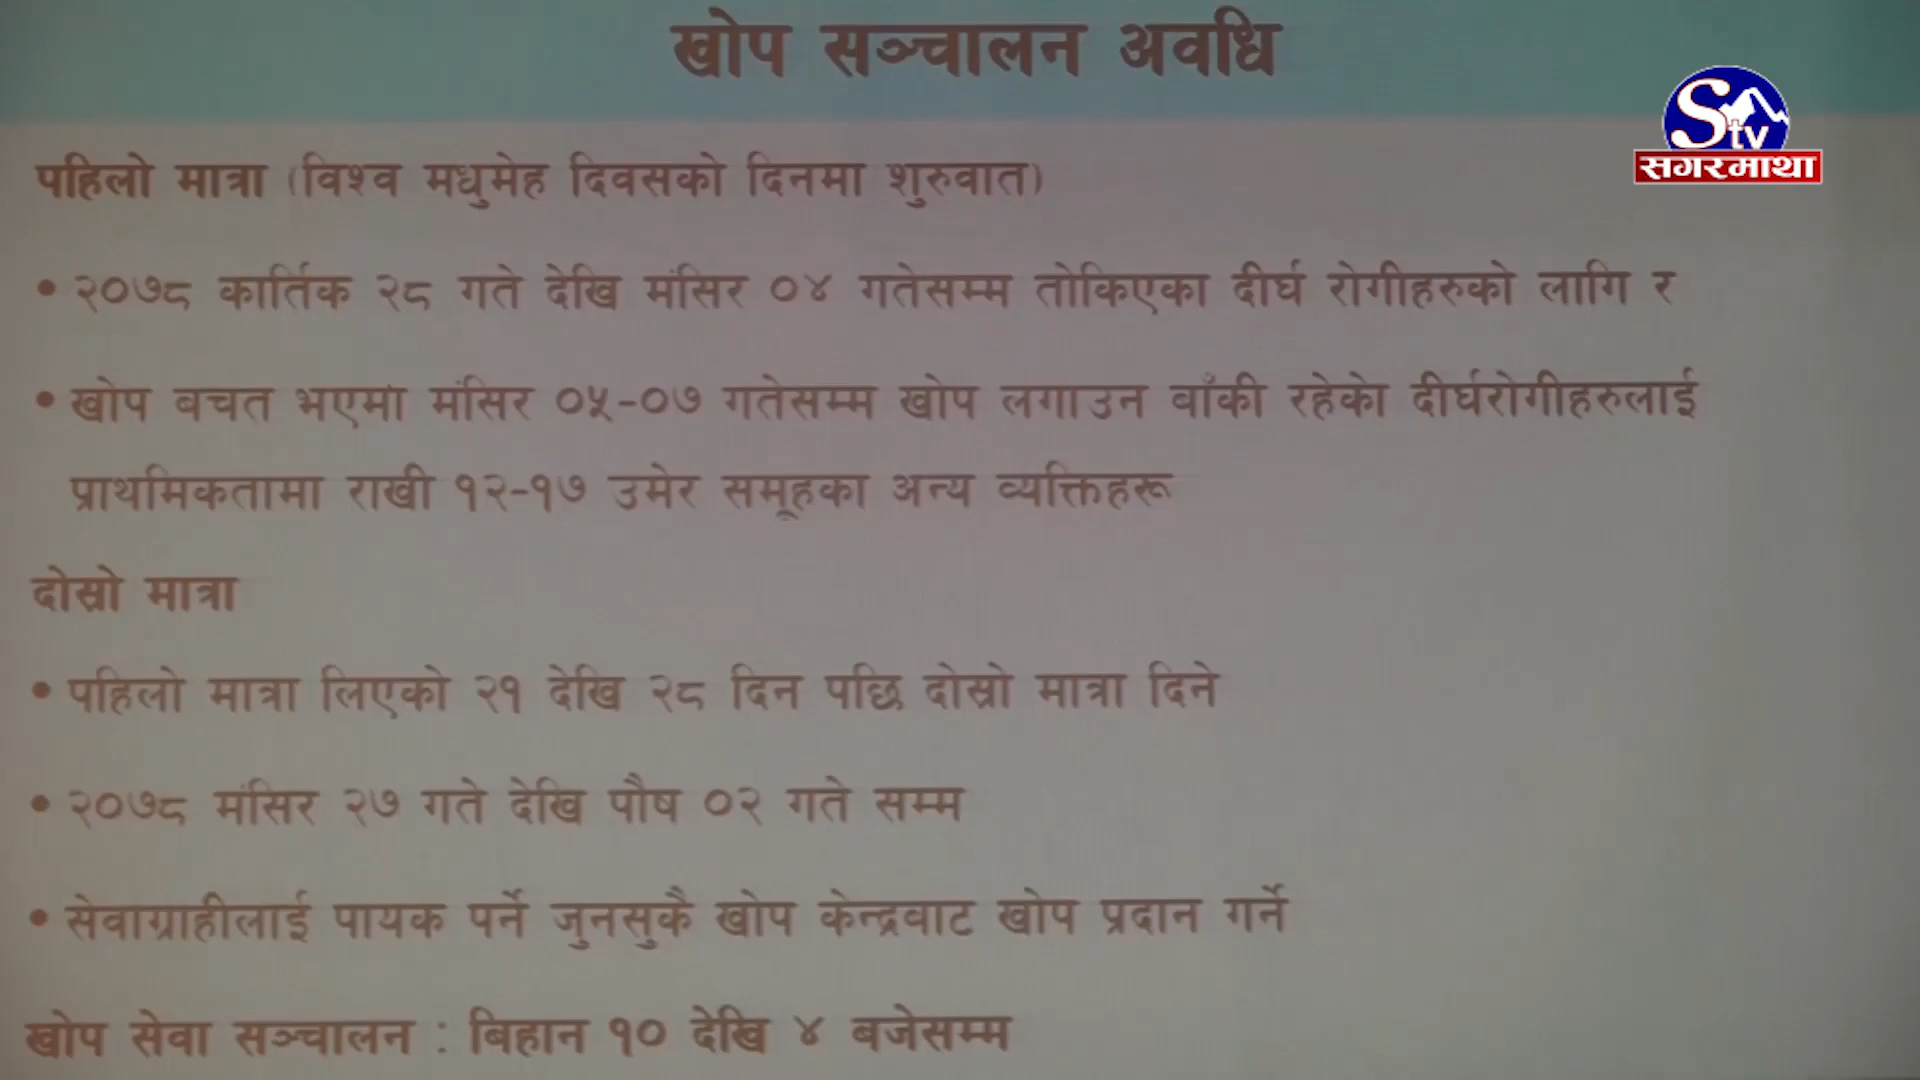 खोप सञ्चालन अवधि
Stv
सगरमाथा
पहिलो मात्रा (विश्व मधुमेह दिवसको दिनमा शुरुवात)
• २०७८ कार्तिक २८ गते देखि मंसिर ०४ गतेसम्म तोकिएका दीर्घ रोगीहरुको लागि र
• खोप बचत भएमा मंसिर ०५-०७ गतेसम्म खोप लगाउन बाँकी रहेको दीर्घरोगीहरुलाई
प्राथमिकतामा राखी १२-१७ उमेर समूहका अन्य व्यक्तिहरू
दोस्रो मात्रा
• पहिलो मात्रा लिएको २१ देखि २८ दिन पछि दोस्रो मात्रा दिने
• २०७८ मंसिर २७ गते देखि पौष ०२ गते सम्म
• सेवाग्राहीलाई पायक पर्ने जुनसुकै खोप केन्द्रवाट खोप प्रदान गर्ने
खोप सेवा सञ्चालन : बिहान १० देखि ४ बजेसम्म